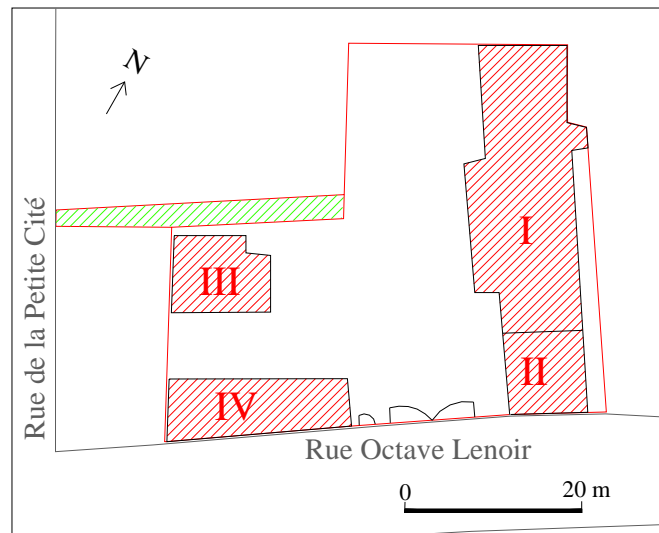 N
Rue de la Petite Cité
I
III
II
IV
Rue Octave Lenoir
0 20 m